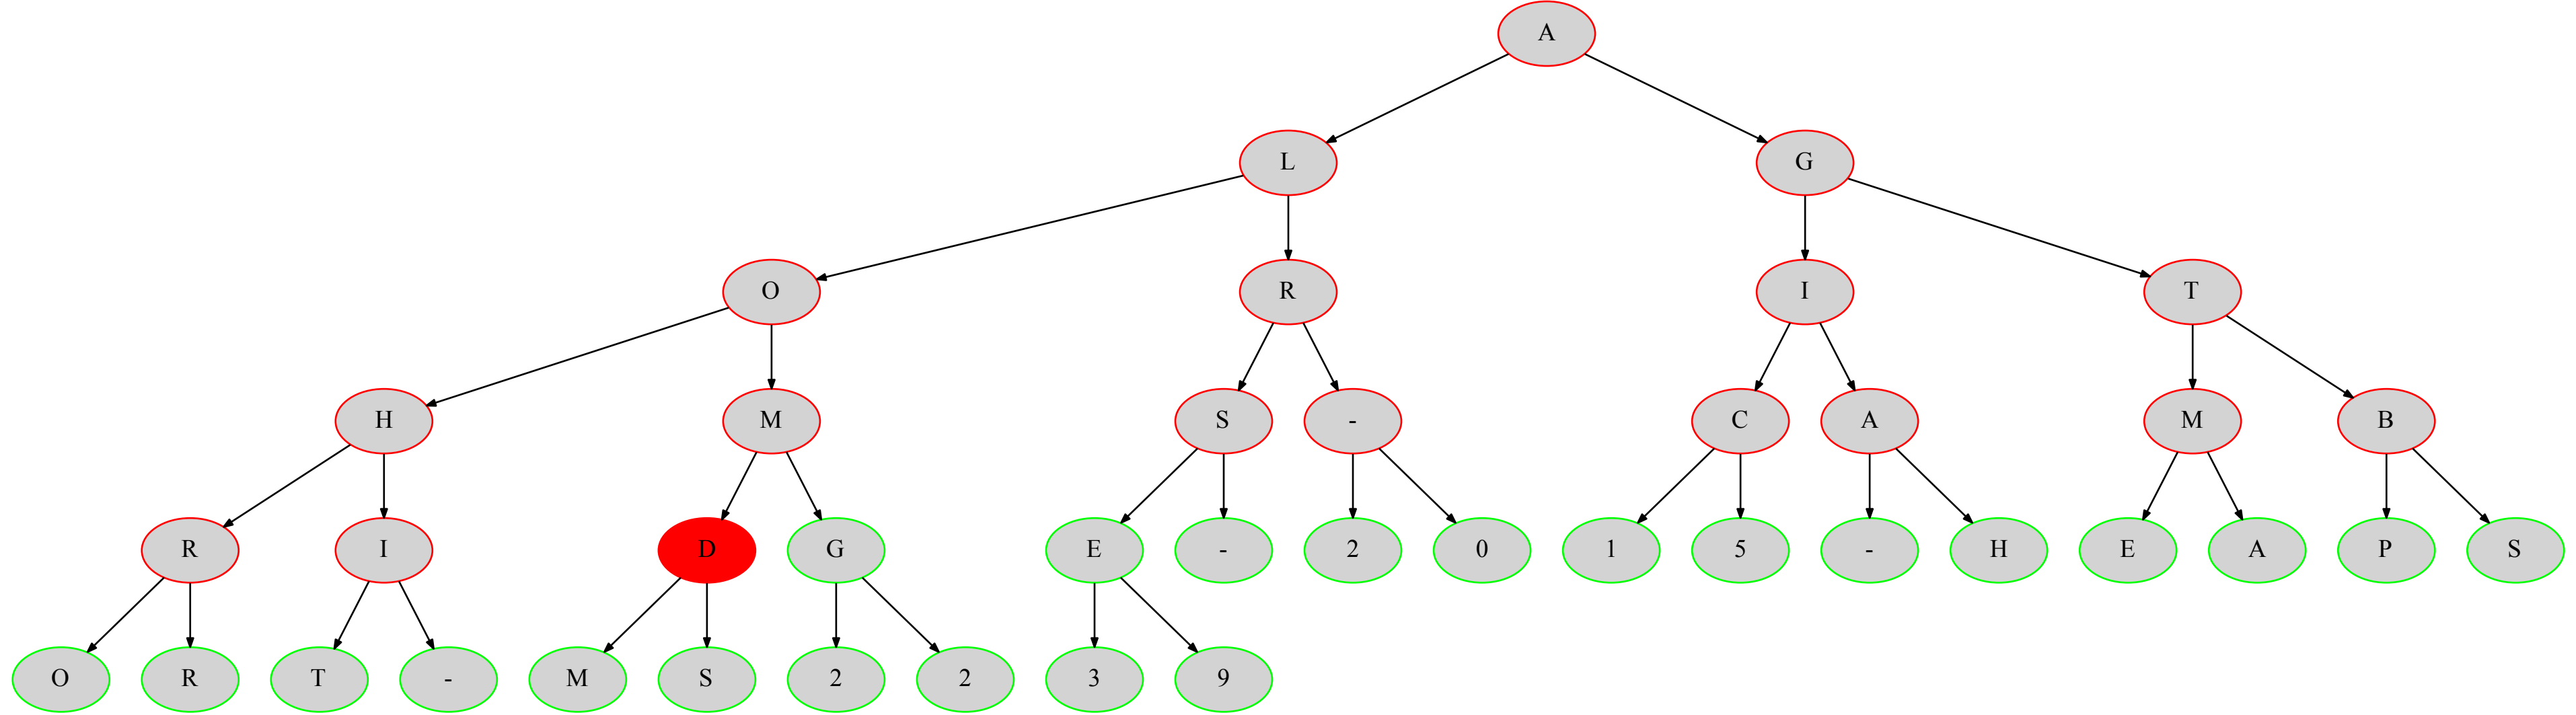 A
L G
O R I T
H M S - C A M B
R I D G E - 2 0 1 5 - H E A P S
O R T - M S 2 2 3 9